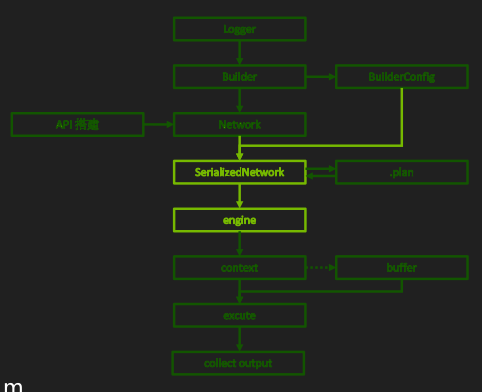 Logger
Builder
BuilderConfig
API 搭建
Network
SerializedNetwork
.plan
engine
context
buffer
excute
collect output
m